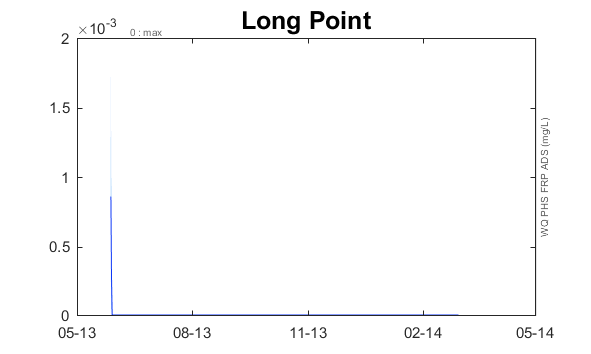 Long Point
×10-3
0 : max
2
1.5
1
0.5
0
05-13 08-13 11-13 02-14 05-14
WQ PHS FRP ADS (mg/L)